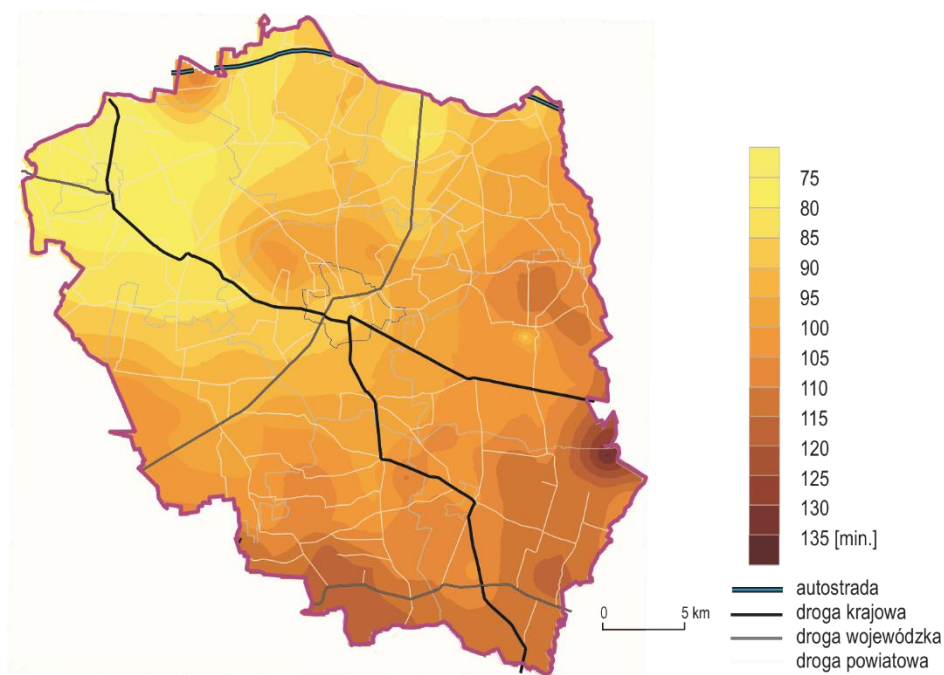 75
80
85
90
95
100
105
110
115
120
125
130
135 [min.]
autostrada
0 5 km
droga krajowa
droga wojewódzka
droga powiatowa